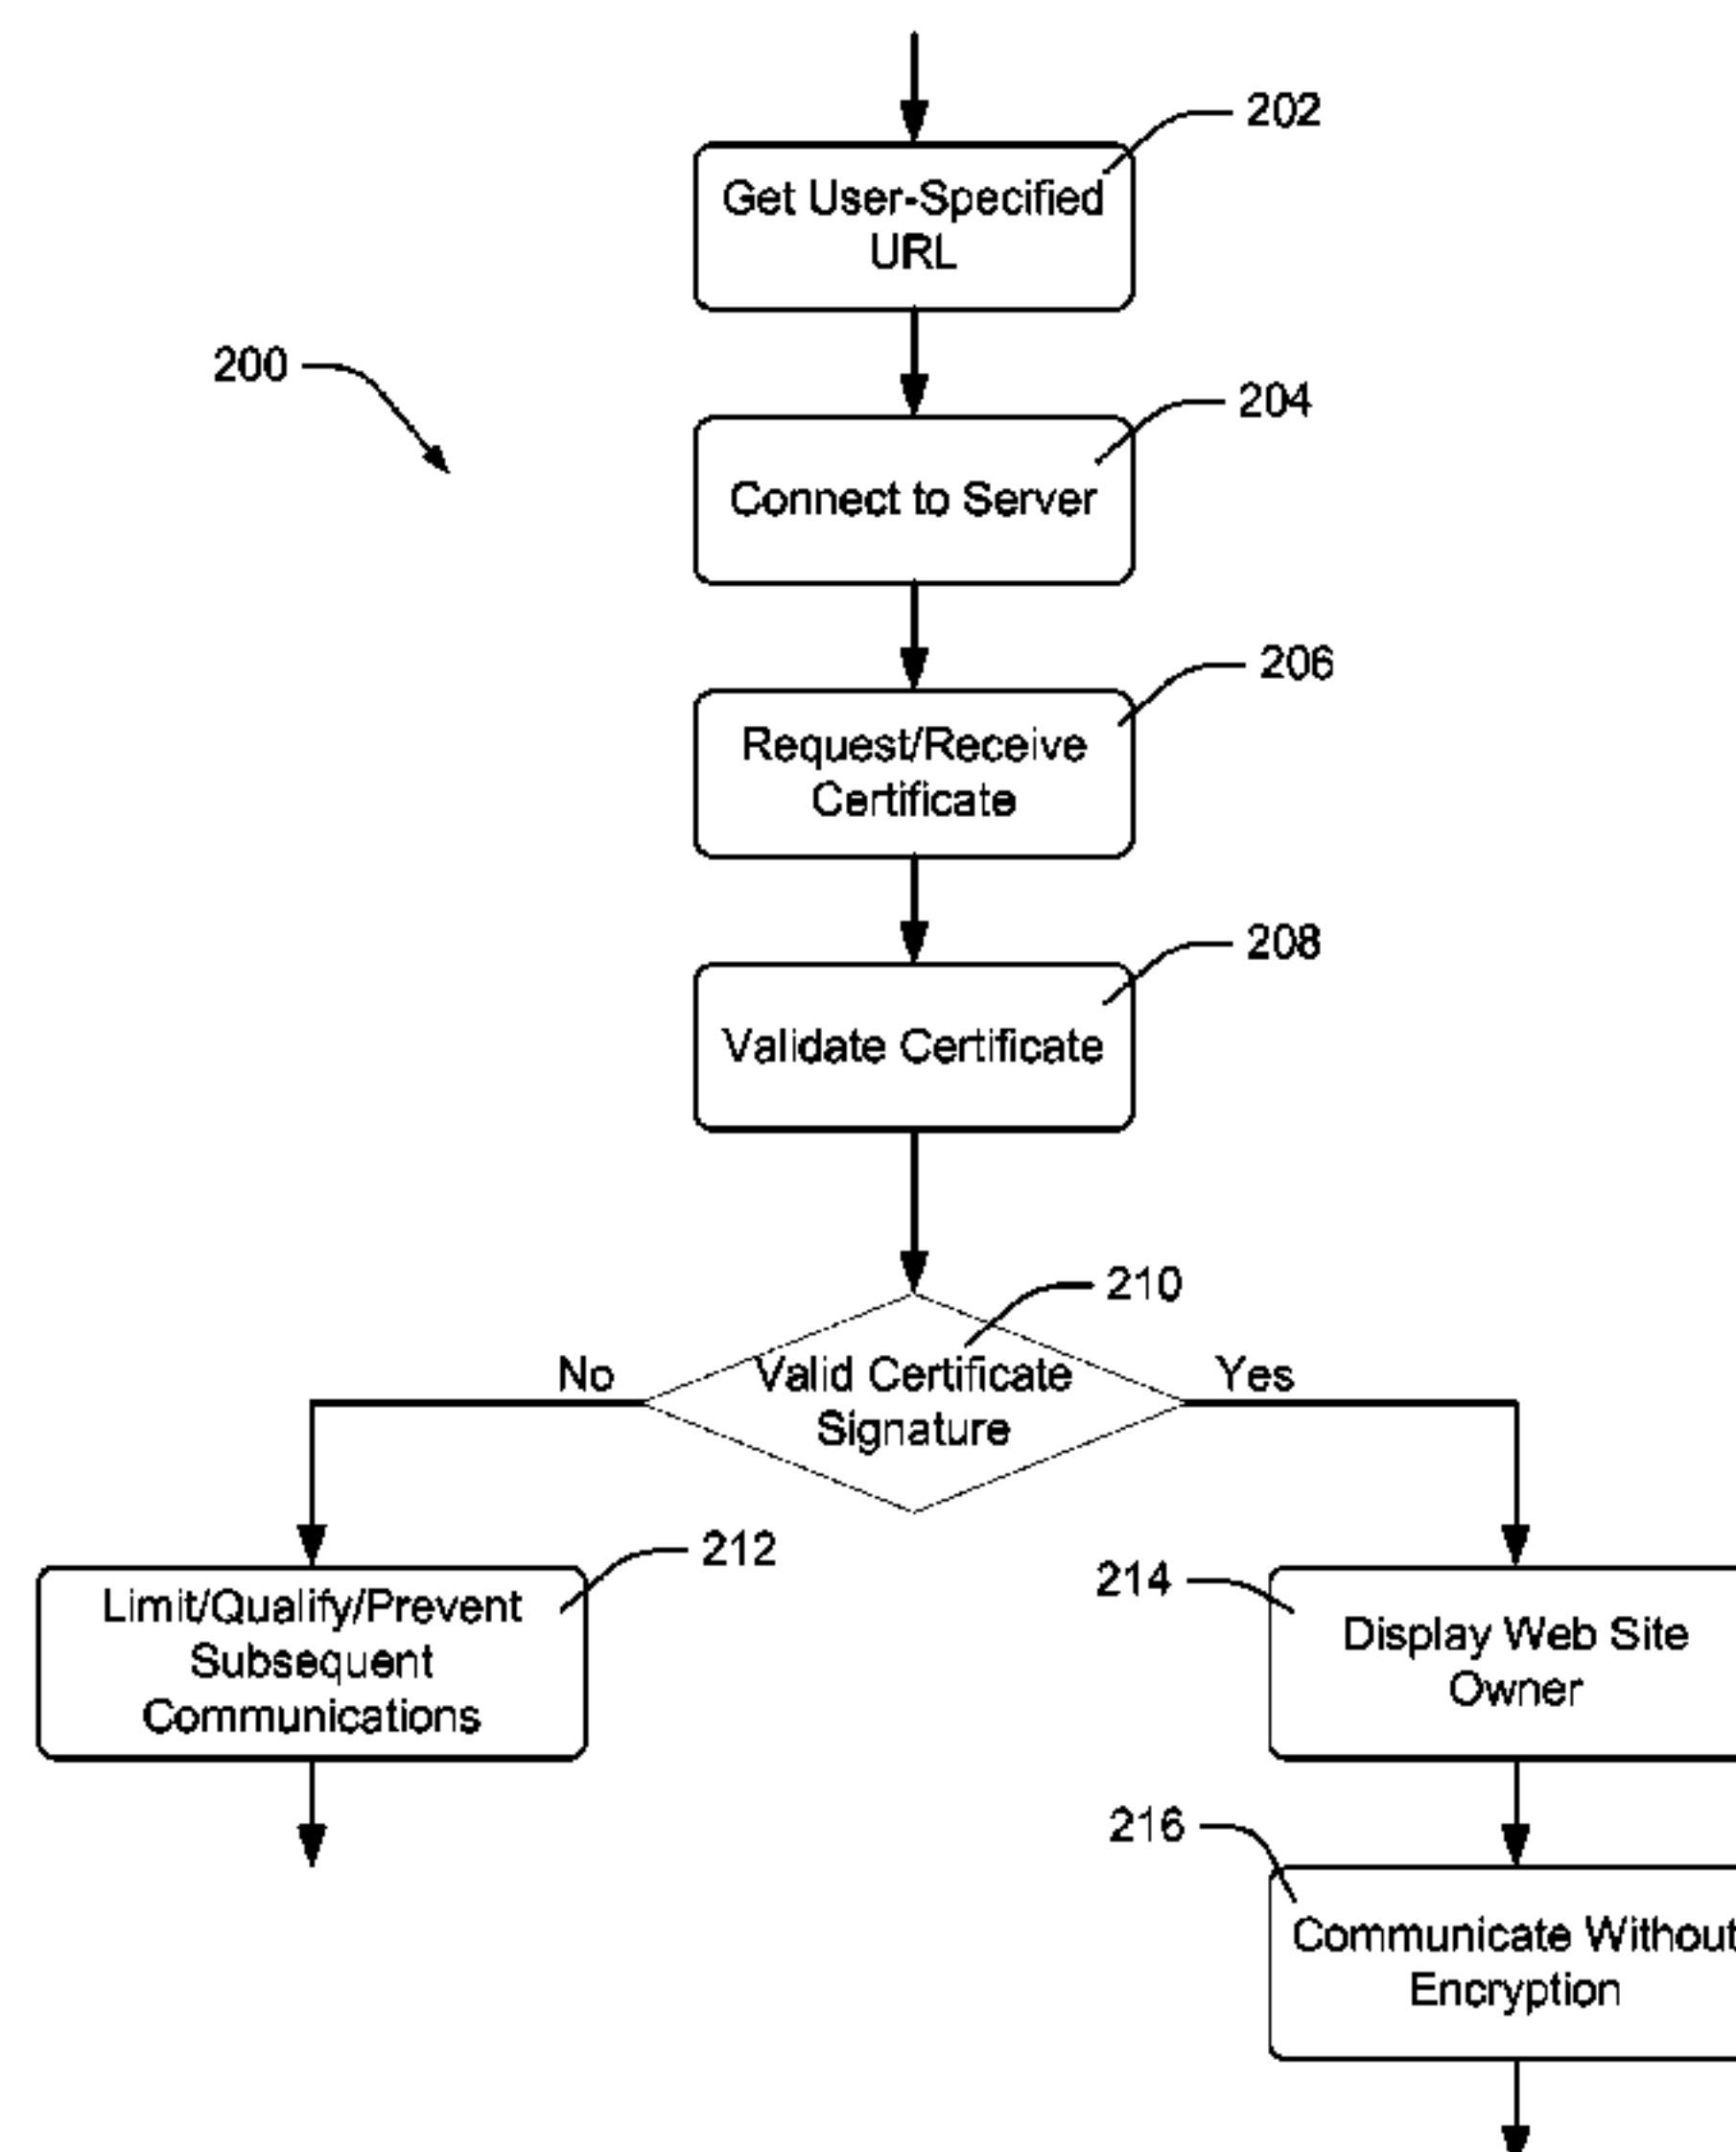 202
Get User-Specified
URL
200
204
Connect to Server
206
Request/Receive
Certificate
208
Validate Certificate
210
No
Valid Certificate
Signature
Yes
212
Limit/Qualify/Prevent
Subsequent
Communications
214
Display Web Site
Owner
216
Communicate Without
Encryption